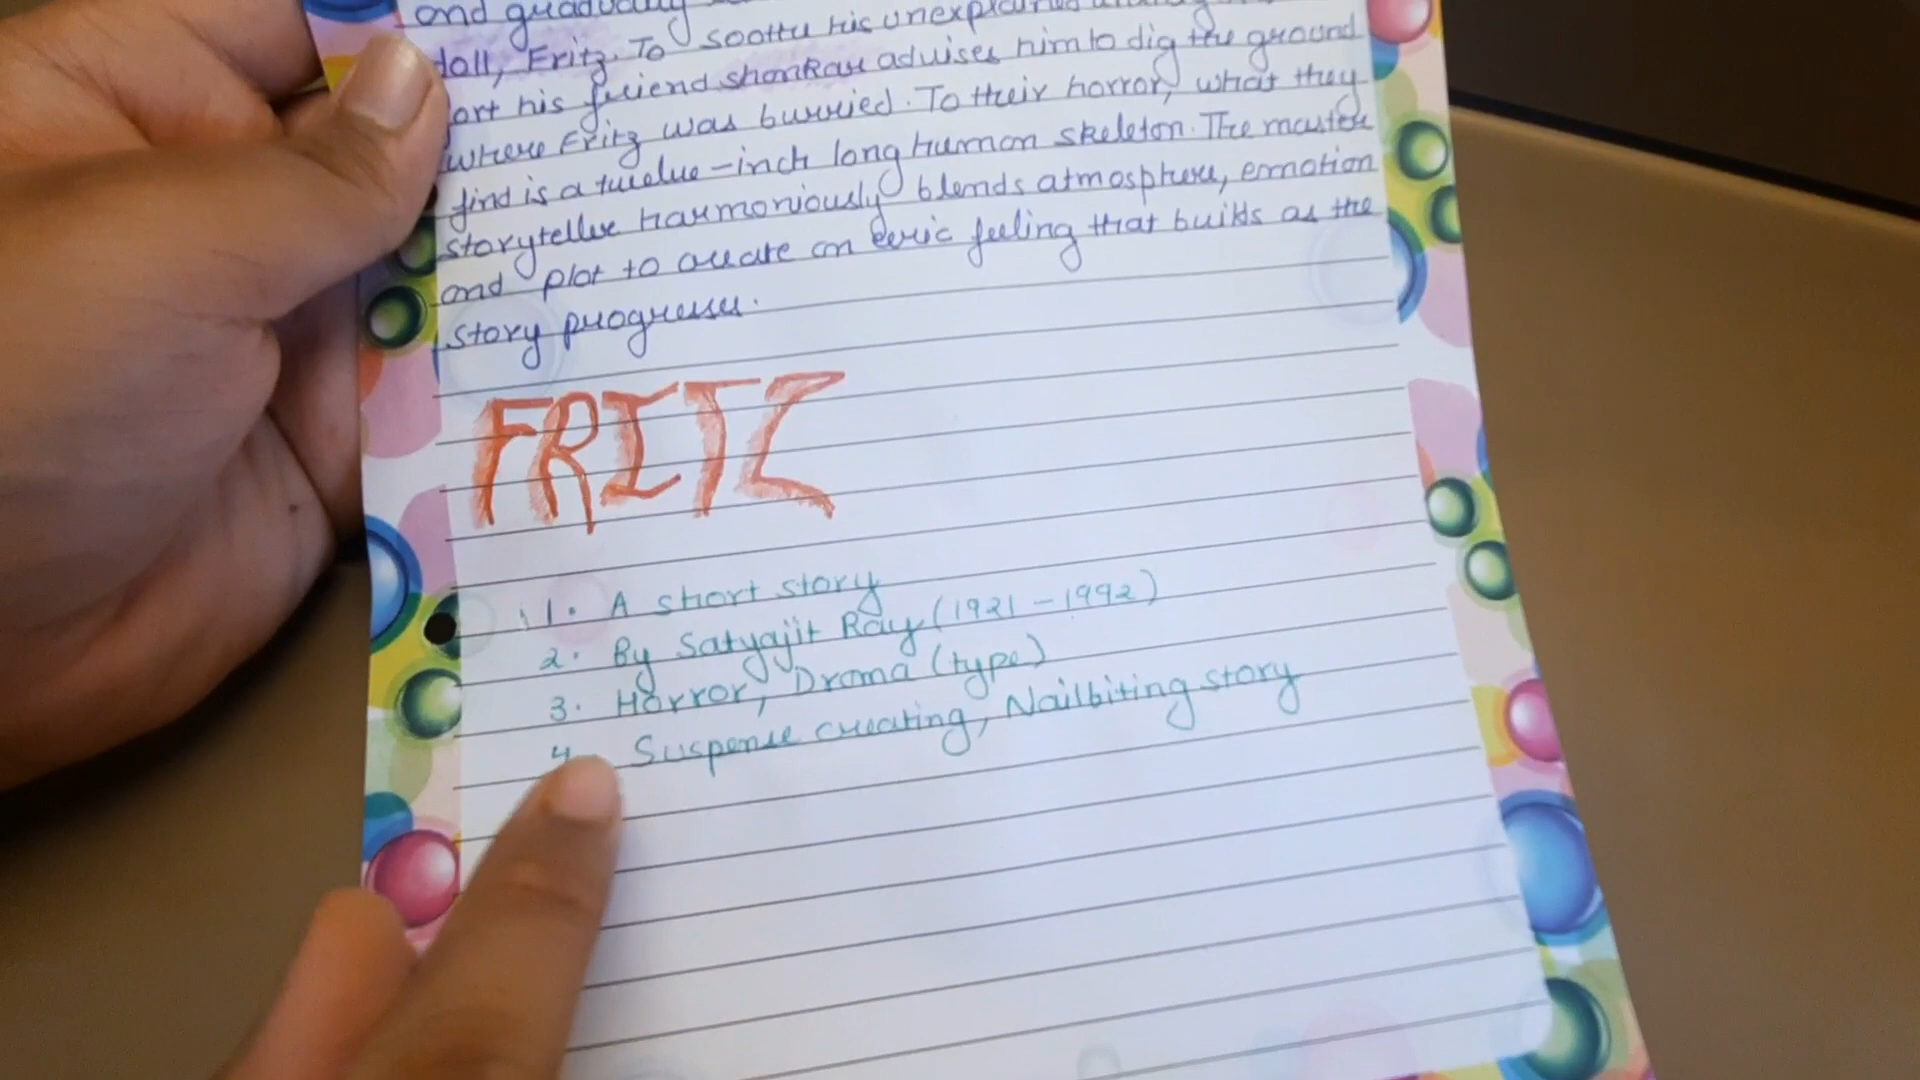 and gradually
doll, Fritz. To soothe his unexplained
ort his friend Shonkar advises him to dig the ground
where Fritz was burried. To their horror, what they
find is a twelve-inch long human skeleton. The master
storyteller harmoniously blends atmosphere, emotion
and plot to create an eeric feeling that builds as the
story progresses.
FRITZ
1. A short story
2. By Satyajit Ray (1921-1992)
3. Horror, Drama (type)
4. Suspense creating, Nailbiting story